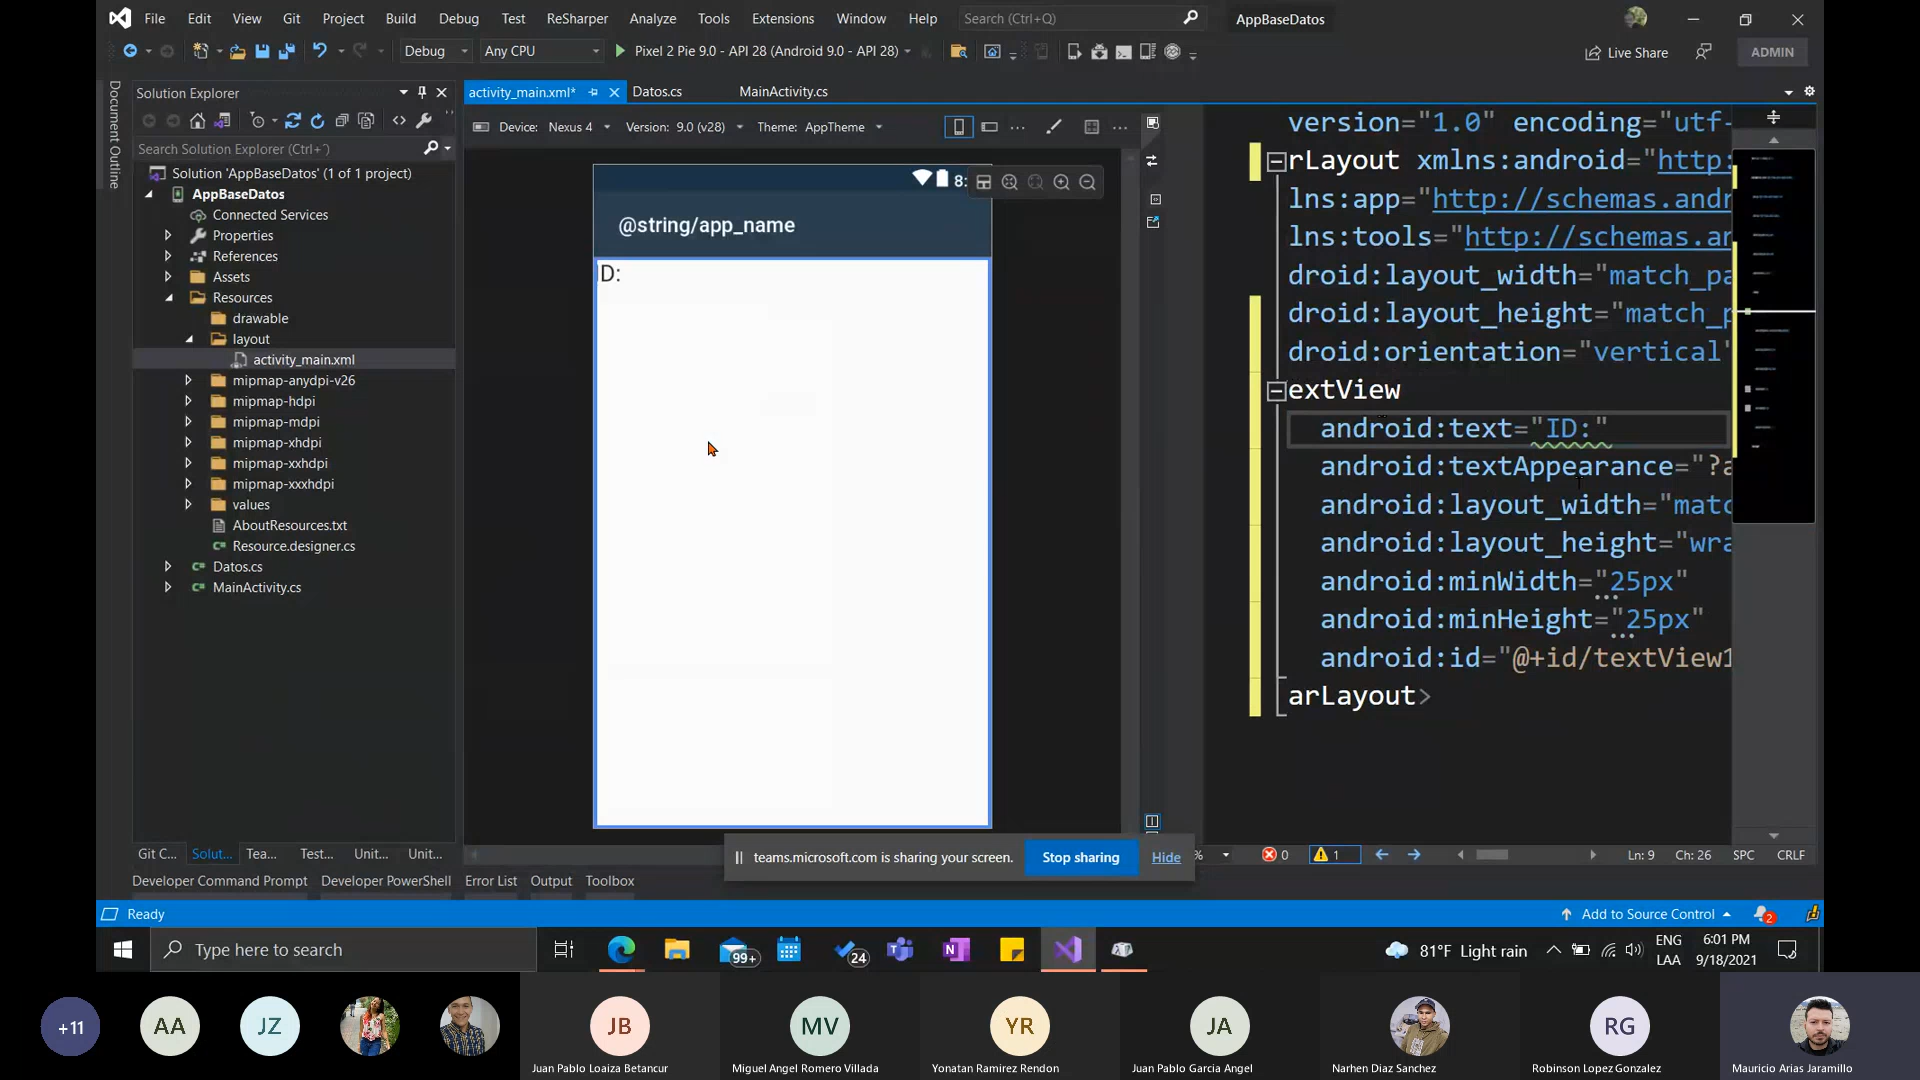 File Edit View Git Project Build Debug Test ReSharper Analyze Tools Extensions Window Help Search (Ctrl+Q) AppBaseDatos
Debug Any CPU Pixel 2 Pie 9.0 - API 28 (Android 9.0 - API 28) Live Share ADMIN
Document Outline
Solution Explorer
Search Solution Explorer (Ctrl+´)
Solution 'AppBaseDatos' (1 of 1 project)
AppBaseDatos
Connected Services
Properties
References
Assets
Resources
drawable
layout
activity_main.xml
mipmap-anydpi-v26
mipmap-hdpi
mipmap-mdpi
mipmap-xhdpi
mipmap-xxhdpi
mipmap-xxxhdpi
values
AboutResources.txt
Resource.designer.cs
Datos.cs
MainActivity.cs
Git C... Solut... Tea... Test... Unit... Unit...
activity_main.xml* Datos.cs MainActivity.cs
Device: Nexus 4 Version: 9.0 (v28) Theme: AppTheme
8:
@string/app_name
ID:
version="1.0" encoding="utf-
rLayout xmlns:android="http:
lns:app="http://schemas.andr
lns:tools="http://schemas.an
droid:layout_width="match_pa
droid:layout_height="match_p
droid:orientation="vertical"
extView
android:text="ID:"
android:textAppearance="?a
android:layout_width="matc
android:layout_height="wra
android:minWidth="25px"
android:minHeight="25px"
android:id="@+id/textView1
arLayout>
teams.microsoft.com is sharing your screen. Stop sharing Hide
% 0 1 Ln: 9 Ch: 26 SPC CRLF
Developer Command Prompt Developer PowerShell Error List Output Toolbox
Ready Add to Source Control 2
Type here to search 99+ 24 81°F Light rain ENG LAA 6:01 PM 9/18/2021
+11 AA JZ JB MV YR JA RG
Juan Pablo Loaiza Betancur Miguel Angel Romero Villada Yonatan Ramirez Rendon Juan Pablo Garcia Angel Narhen Diaz Sanchez Robinson Lopez Gonzalez Mauricio Arias Jaramillo